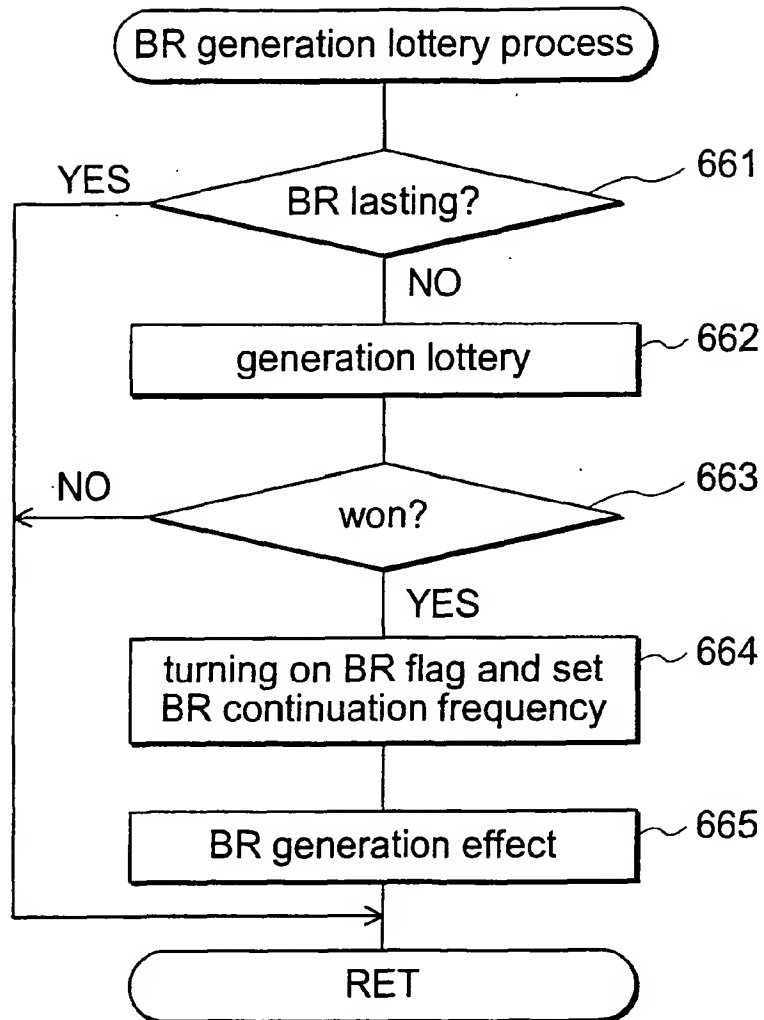 BR generation lottery process
661
YES
BR lasting?
NO
662
generation lottery
663
NO
won?
YES
664
turning on BR flag and set
BR continuation frequency
665
BR generation effect
RET